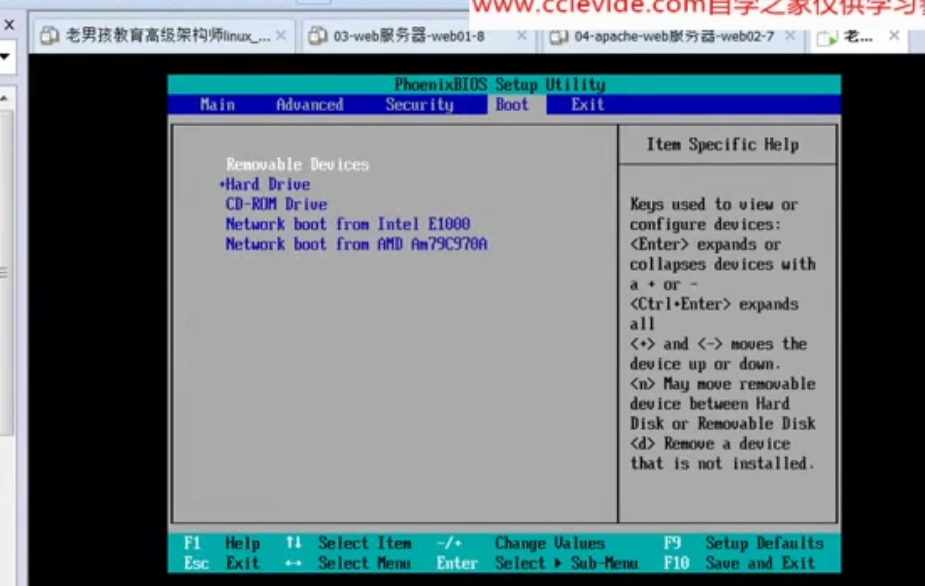 www.ccievide.com自学之家仅供学习
老男孩教育高级架构师linux_... × 03-web服务器-web01-8 × 04-apache-web服务器-web02-7 × 老... ×
PhoenixBIOS Setup Utility
Main Advanced Security Boot Exit
Removable Devices
+Hard Drive
CD-ROM Drive
Network boot from Intel E1000
Network boot from AMD Am79C970A
Item Specific Help
Keys used to view or
configure devices:
<Enter> expands or
collapses devices with
a + or -
<Ctrl+Enter> expands
all
<+> and <-> moves the
device up or down.
<n> May move removable
device between Hard
Disk or Removable Disk
<d> Remove a device
that is not installed.
F1 Help ↑↓ Select Item -/+ Change Values F9 Setup Defaults
Esc Exit ↔ Select Menu Enter Select ▶ Sub-Menu F10 Save and Exit